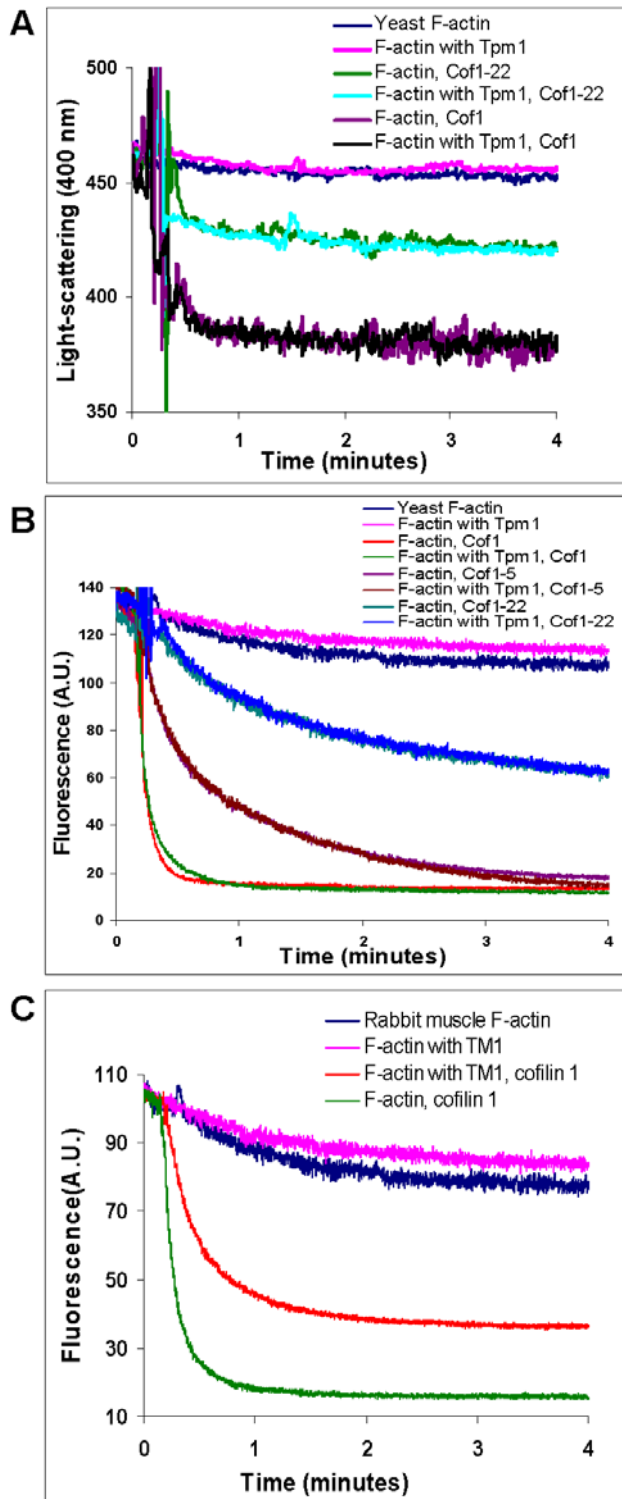 A
Yeast F-actin
F-actin with Tpm1
F-actin, Cof1-22
F-actin with Tpm1, Cof1-22
F-actin, Cof1
F-actin with Tpm1, Cof1
500
450
400
350
Light-scattering (400 nm)
0 1 2 3 4
Time (minutes)
B
Yeast F-actin
F-actin with Tpm1
F-actin, Cof1
F-actin with Tpm1, Cof1
F-actin, Cof1-5
F-actin with Tpm1, Cof1-5
F-actin, Cof1-22
F-actin with Tpm1, Cof1-22
140
120
100
80
60
40
20
0
Fluorescence (A.U.)
0 1 2 3 4
Time (minutes)
C
Rabbit muscle F-actin
F-actin with TM1
F-actin with TM1, cofilin 1
F-actin, cofilin 1
110
90
70
50
30
10
Fluorescence(A.U.)
0 1 2 3 4
Time (minutes)